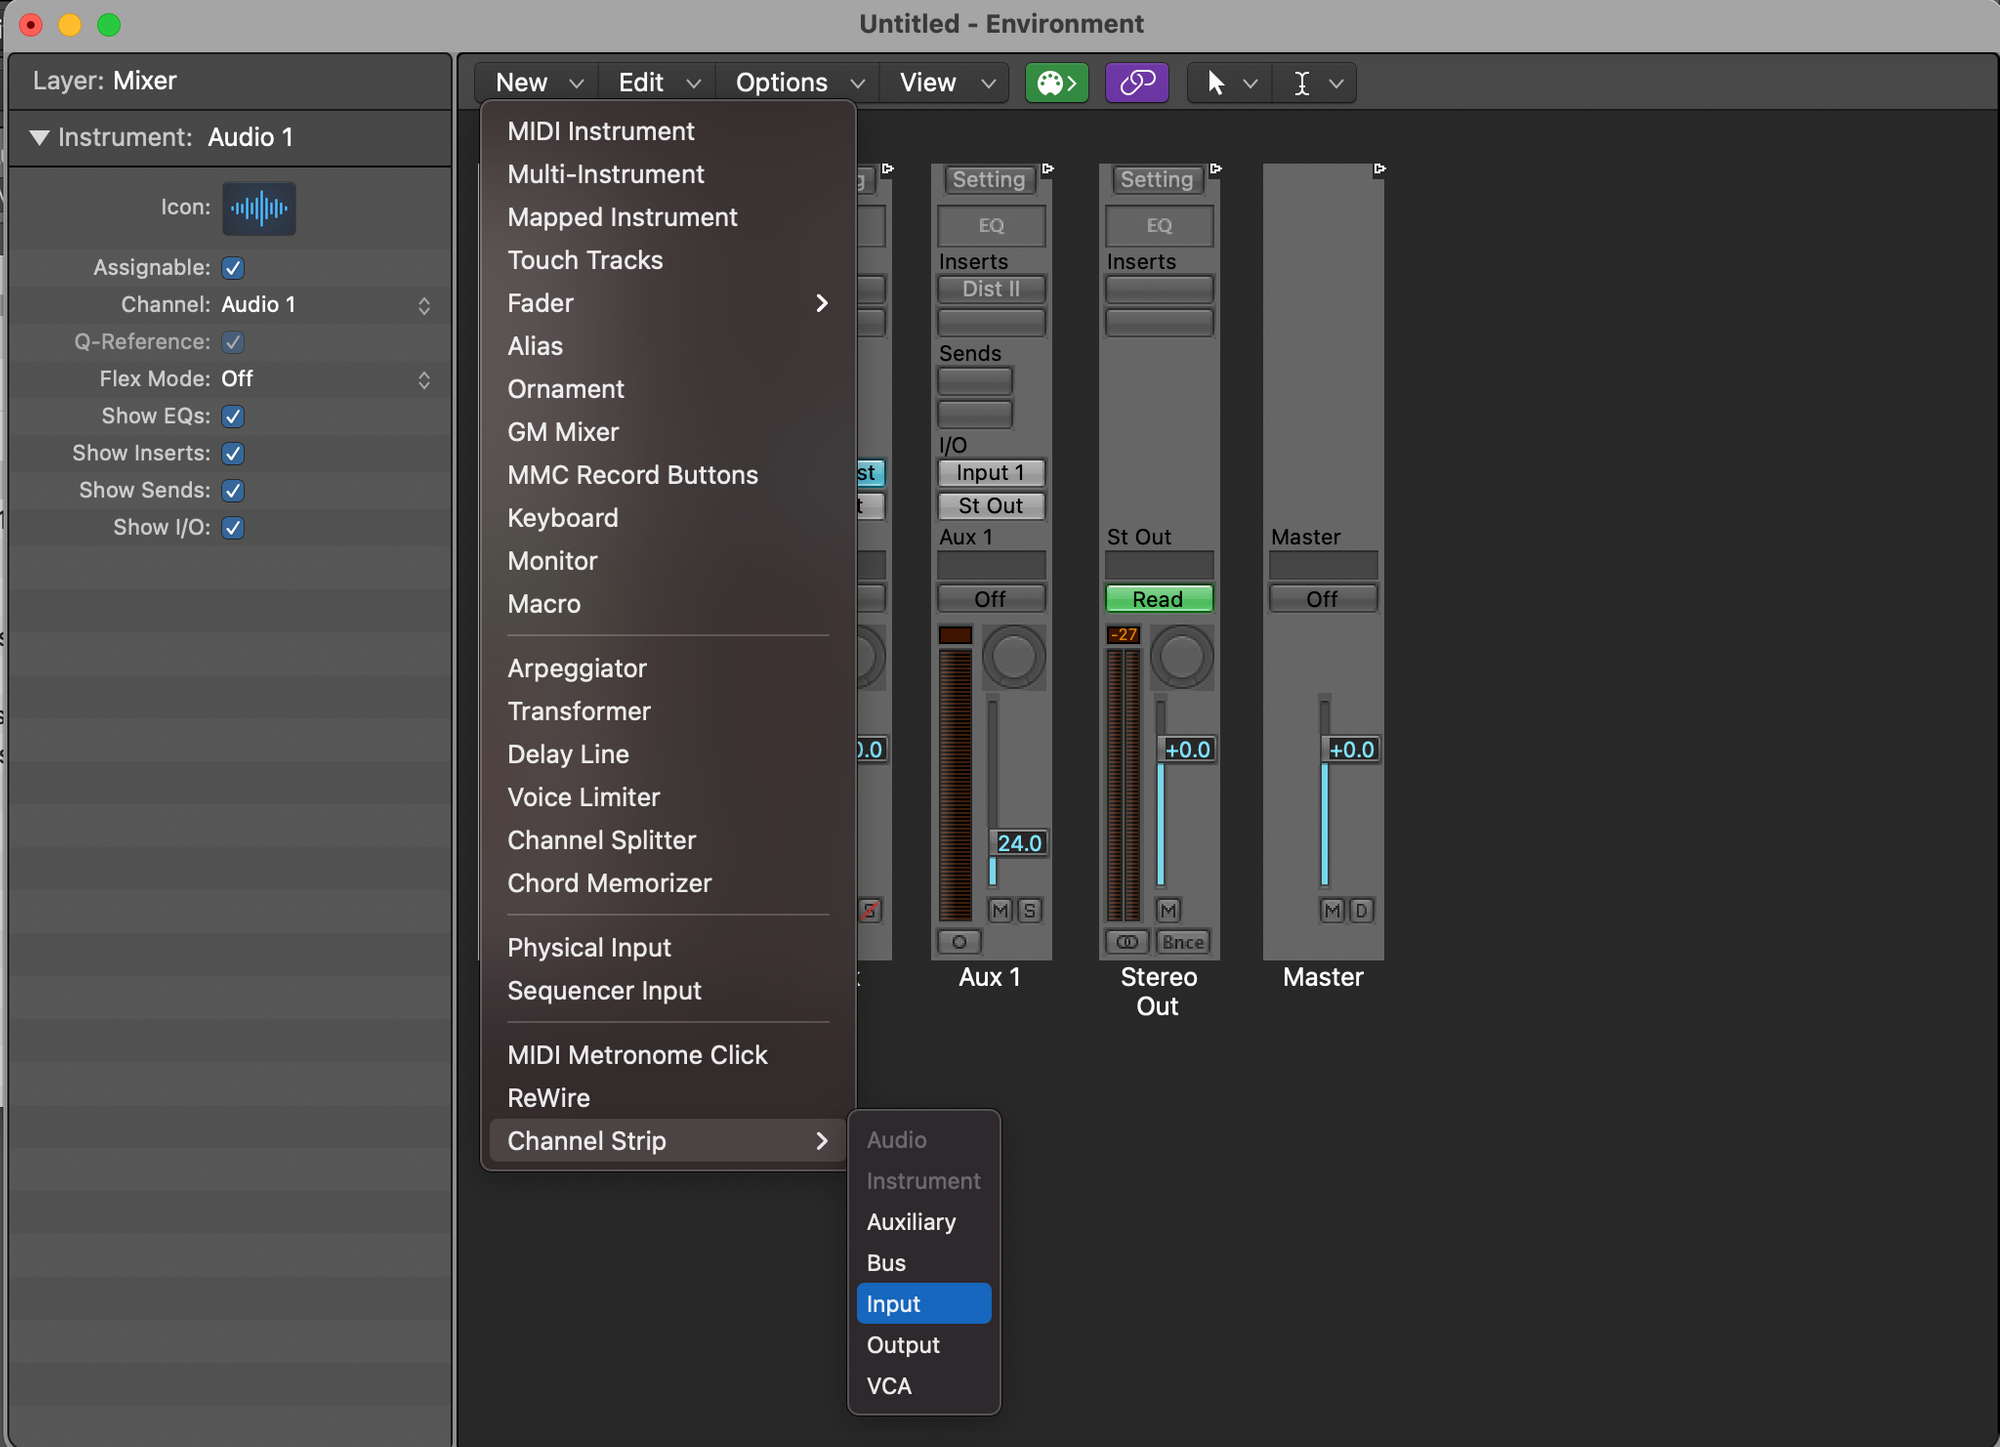 Untitled - Environment
Layer: Mixer
New Edit Options View
Instrument: Audio 1
Icon:
Assignable:
Channel: Audio 1
Q-Reference:
Flex Mode: Off
Show EQs:
Show Inserts:
Show Sends:
Show I/O:
MIDI Instrument
Multi-Instrument
Mapped Instrument
Touch Tracks
Fader
Alias
Ornament
GM Mixer
MMC Record Buttons
Keyboard
Monitor
Macro
Arpeggiator
Transformer
Delay Line
Voice Limiter
Channel Splitter
Chord Memorizer
Physical Input
Sequencer Input
MIDI Metronome Click
ReWire
Channel Strip
Audio
Instrument
Auxiliary
Bus
Input
Output
VCA
g
st
t
0.0
S
Setting
EQ
Inserts
Dist II
Sends
I/O
Input 1
St Out
Aux 1
Off
24.0
M S
Aux 1
Setting
EQ
Inserts
St Out
Read
-27
+0.0
M
Bnce
Stereo
Out
Master
Off
+0.0
M D
Master